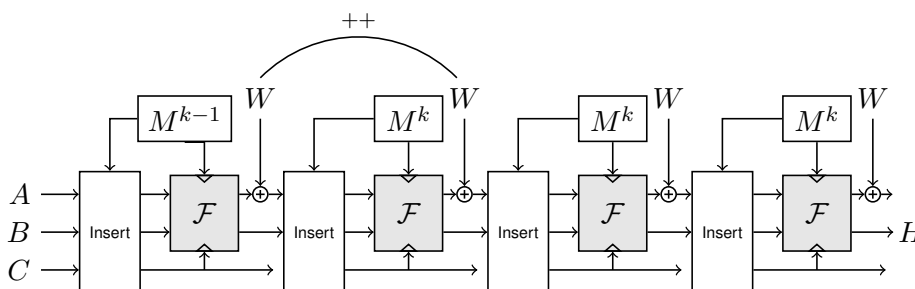 ++
W W W W
M^{k-1} M^k M^k M^k
A
B Insert F Insert F Insert F Insert F H
C